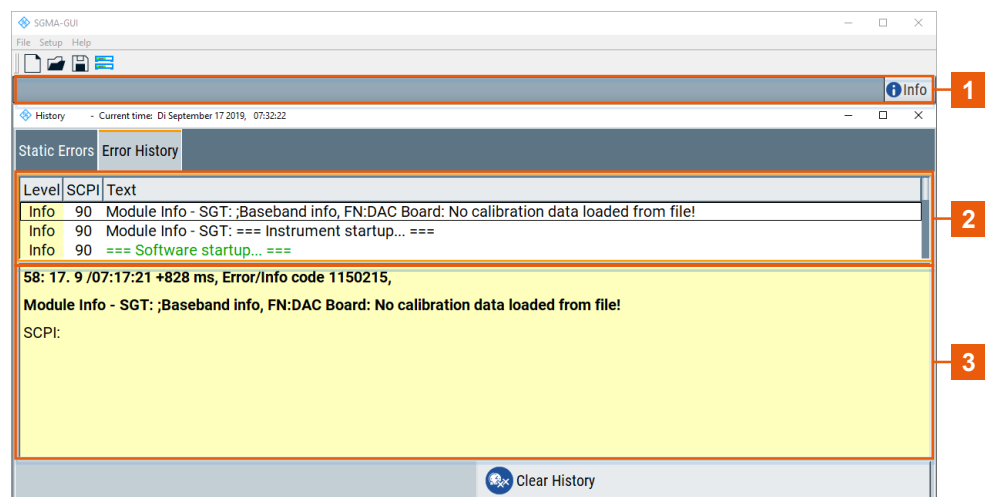 SGMA-GUI
File Setup Help
Info
1
History - Current time: Di September 17 2019, 07:32:22
Static Errors Error History
Level SCPI Text
Info 90 Module Info - SGT: ;Baseband info, FN:DAC Board: No calibration data loaded from file!
Info 90 Module Info - SGT: === Instrument startup... ===
Info 90 === Software startup... ===
2
58: 17. 9 /07:17:21 +828 ms, Error/Info code 1150215,
Module Info - SGT: ;Baseband info, FN:DAC Board: No calibration data loaded from file!
SCPI:
3
Clear History